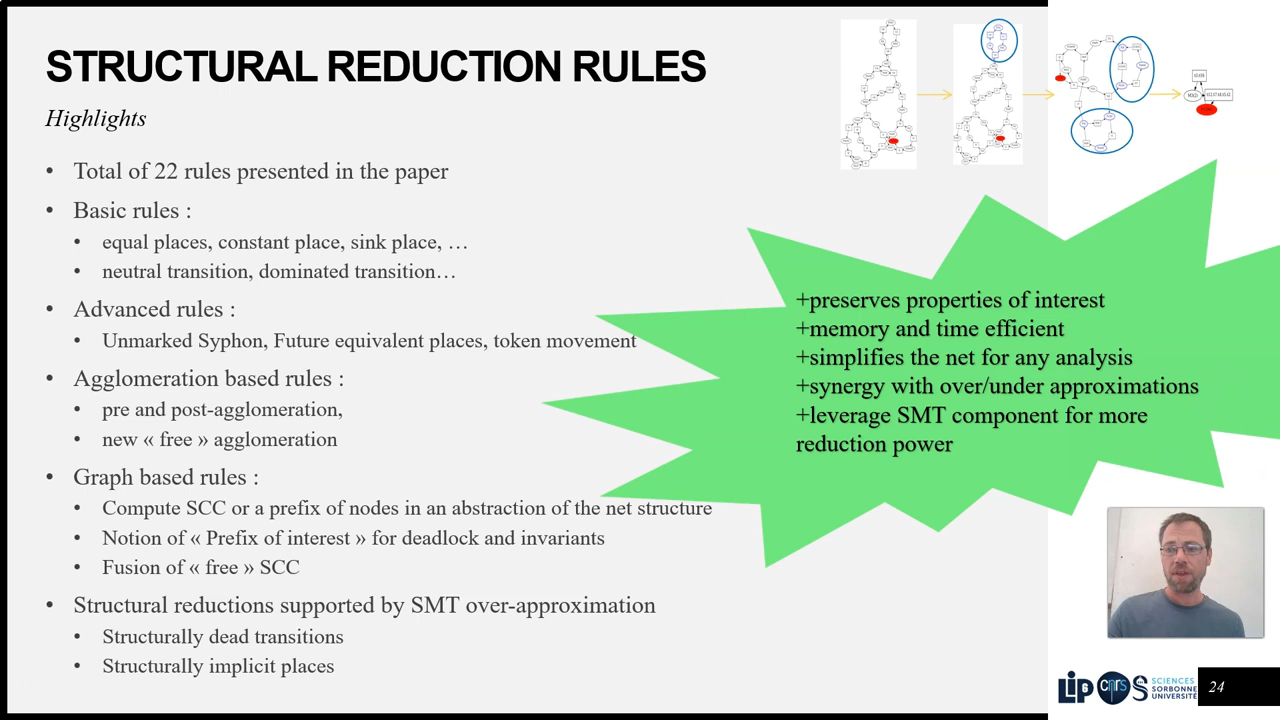 STRUCTURAL REDUCTION RULES
Highlights
• Total of 22 rules presented in the paper
• Basic rules :
• equal places, constant place, sink place, …
• neutral transition, dominated transition…
• Advanced rules :
• Unmarked Syphon, Future equivalent places, token movement
• Agglomeration based rules :
• pre and post-agglomeration,
• new « free » agglomeration
• Graph based rules :
• Compute SCC or a prefix of nodes in an abstraction of the net structure
• Notion of « Prefix of interest » for deadlock and invariants
• Fusion of « free » SCC
• Structural reductions supported by SMT over-approximation
• Structurally dead transitions
• Structurally implicit places
+preserves properties of interest
+memory and time efficient
+simplifies the net for any analysis
+synergy with over/under approximations
+leverage SMT component for more
reduction power
LIP6
cnrs
S
SCIENCES
SORBONNE
UNIVERSITÉ
24